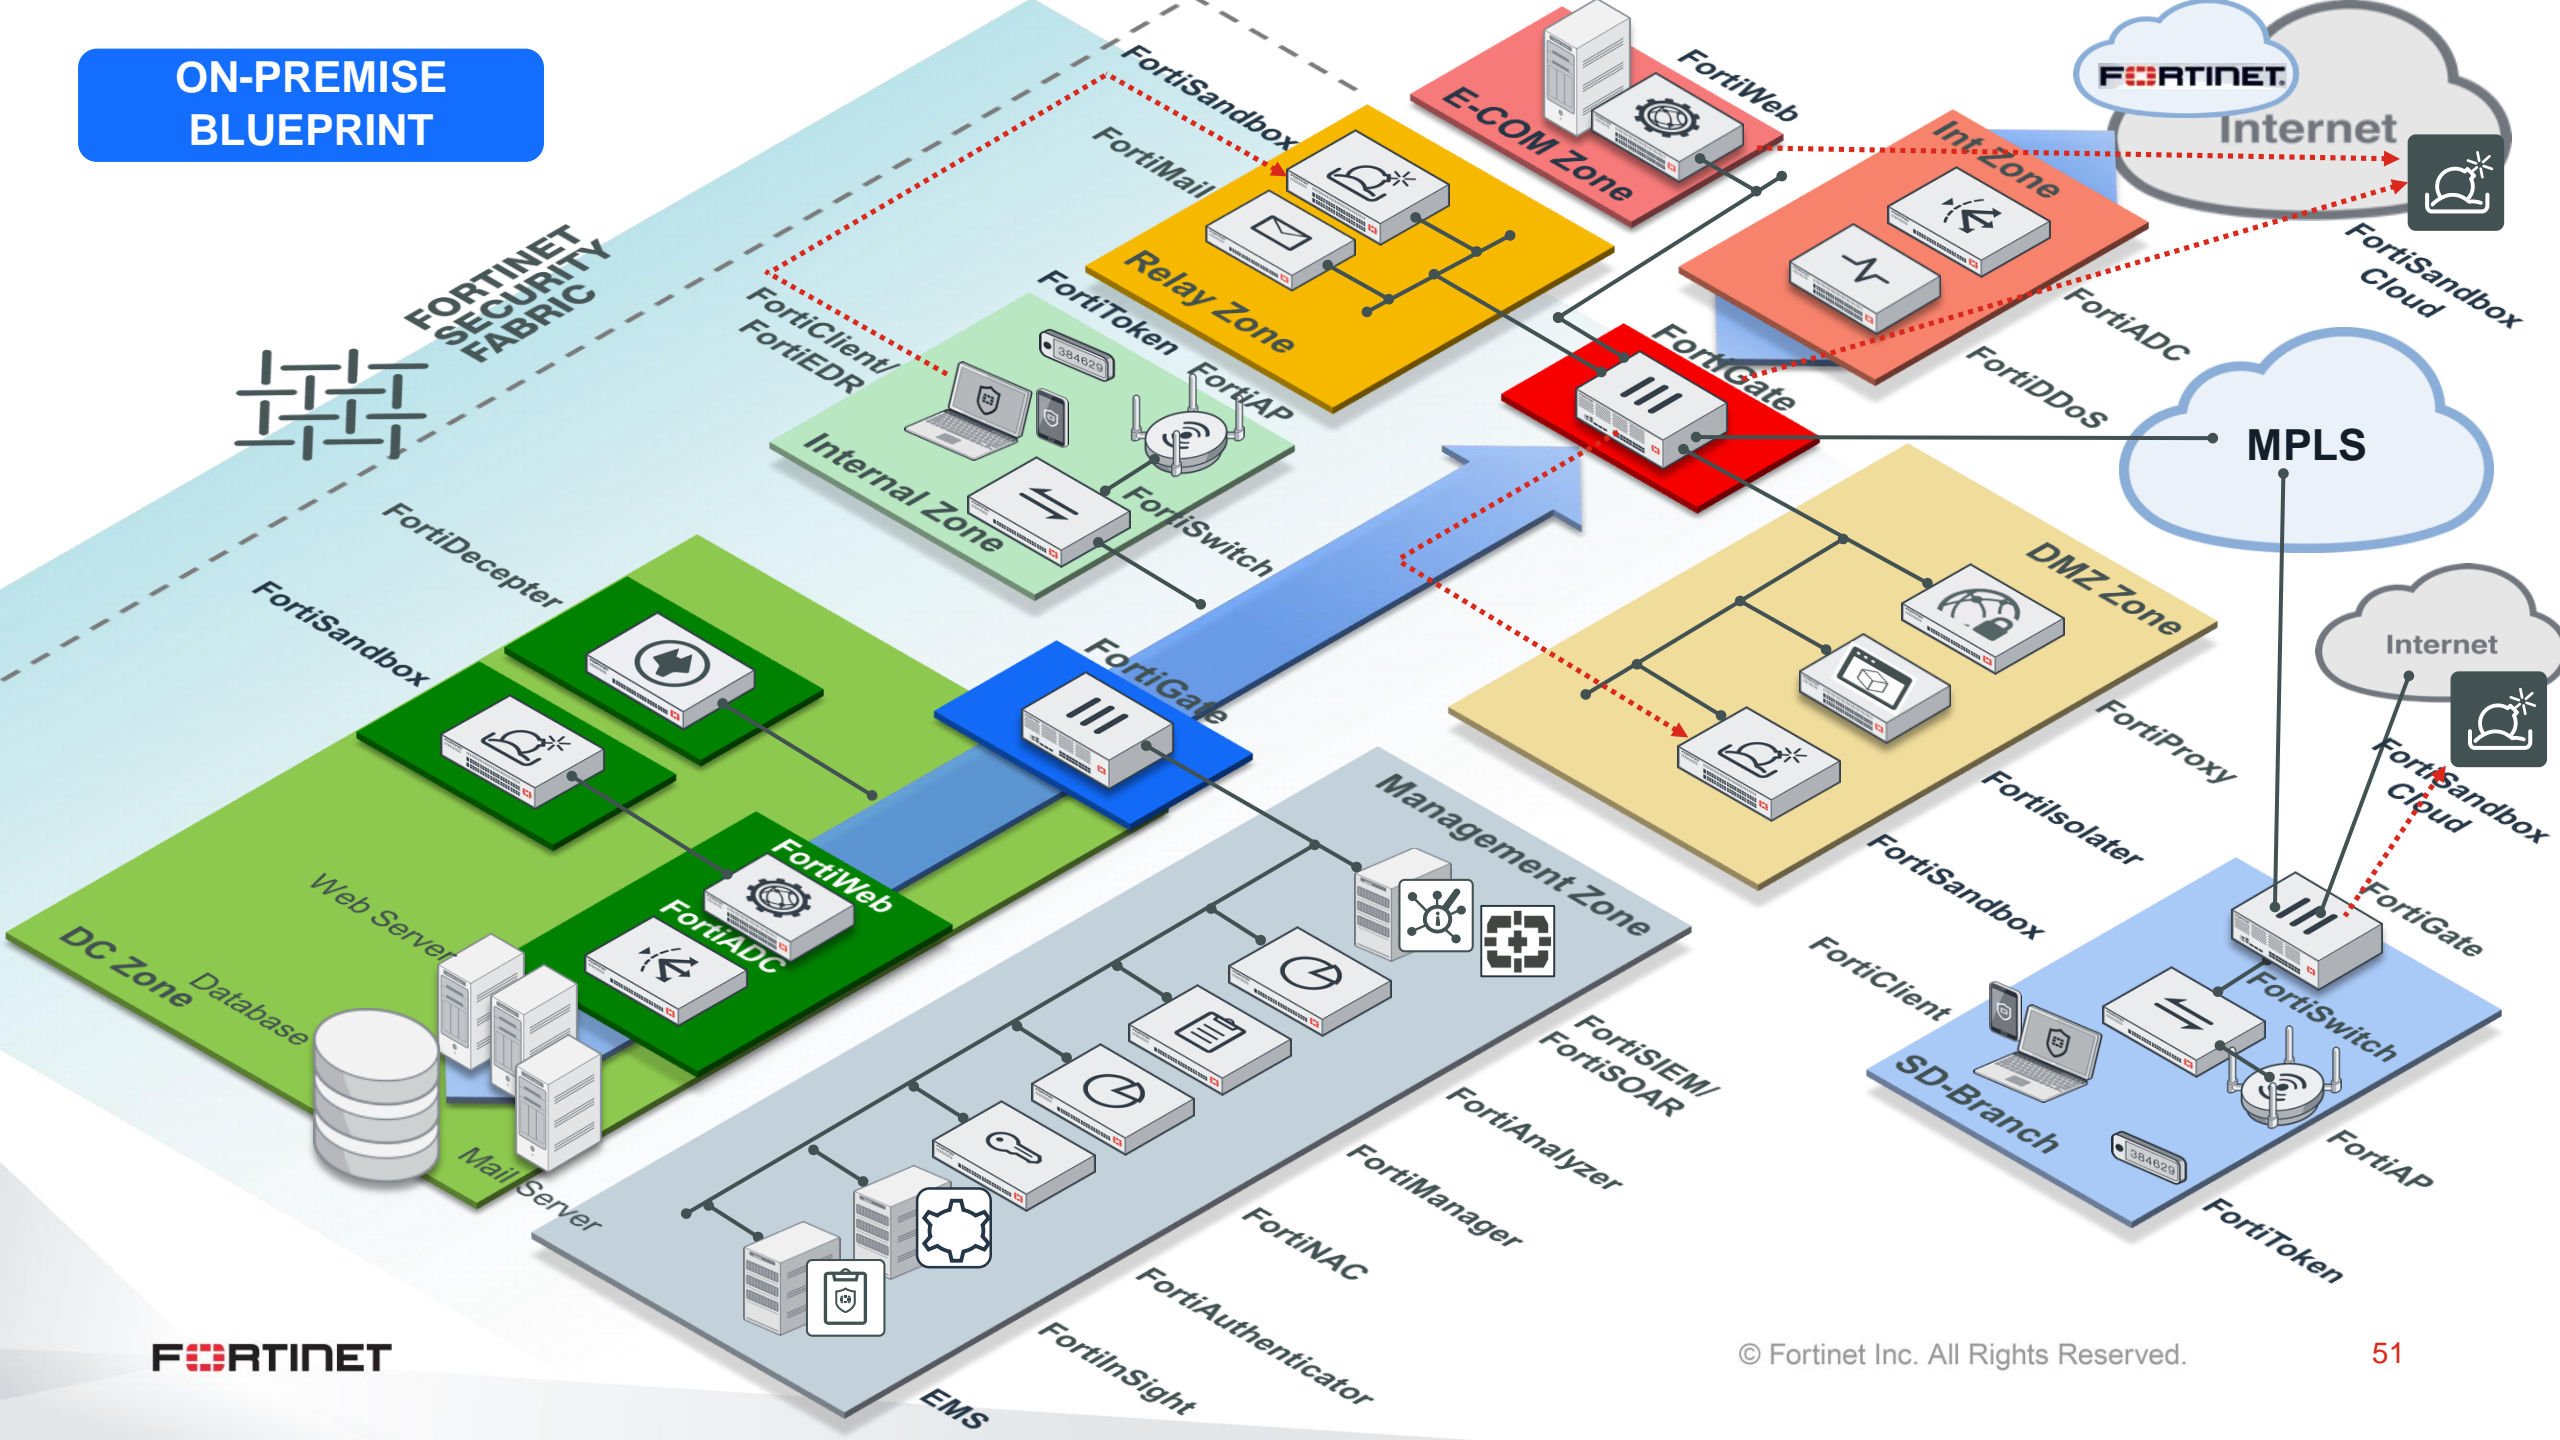 ON-PREMISE
BLUEPRINT
FORTINET
SECURITY
FABRIC
FortiSandbox
FortiMail
Relay Zone
E-COM Zone
FortiWeb
Int Zone
FortiADC
FortiDDoS
FORTINET
Internet
FortiSandbox
Cloud
FortiClient/
FortiEDR
FortiToken
384629
FortiAP
Internal Zone
FortiSwitch
FortiGate
MPLS
Internet
FortiSandbox
Cloud
FortiDecepter
FortiSandbox
FortiGate
DMZ Zone
FortiProxy
FortiIsolater
FortiSandbox
FortiWeb
FortiADC
Web Server
DC Zone
Database
Mail Server
Management Zone
FortiSIEM/
FortiSOAR
FortiAnalyzer
FortiManager
FortiNAC
FortiAuthenticator
FortiInSight
EMS
FortiClient
FortiGate
FortiSwitch
SD-Branch
384629
FortiAP
FortiToken
FORTINET
© Fortinet Inc. All Rights Reserved.
51